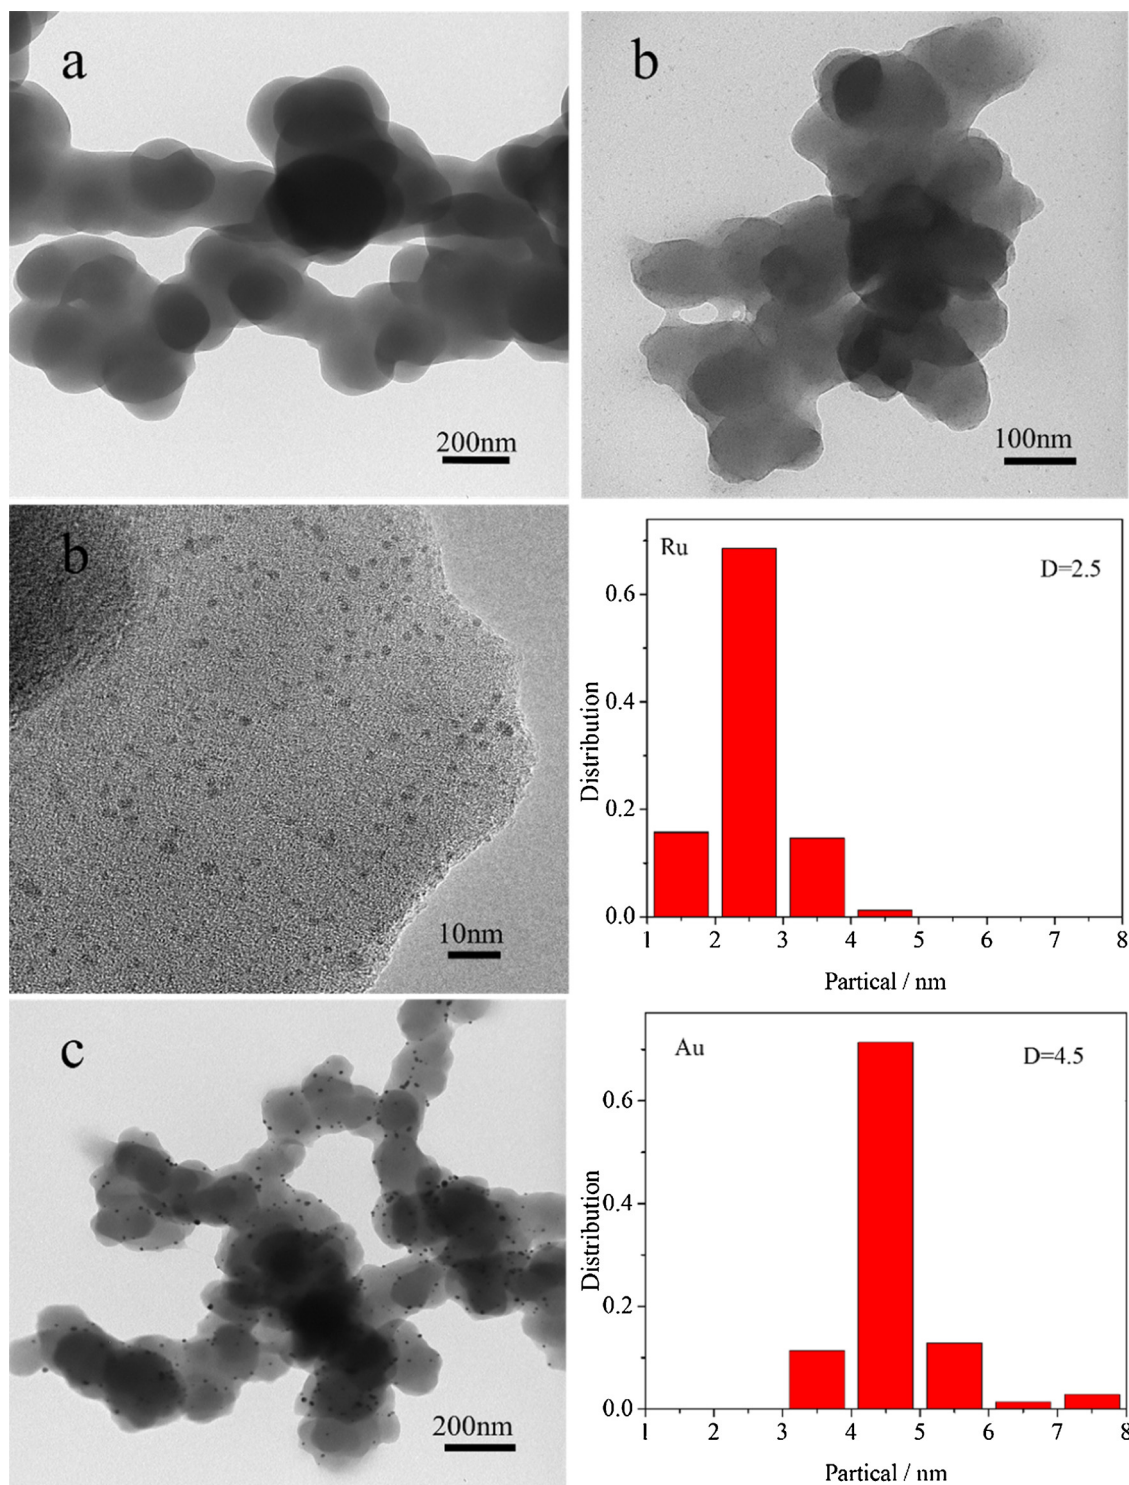 a
200nm
b
100nm
b
10nm
Ru
D=2.5
0.6
0.4
0.2
0.0
Distribution
1 2 3 4 5 6 7 8
Partical / nm
c
200nm
Au
D=4.5
0.6
0.4
0.2
0.0
Distribution
1 2 3 4 5 6 7 8
Partical / nm